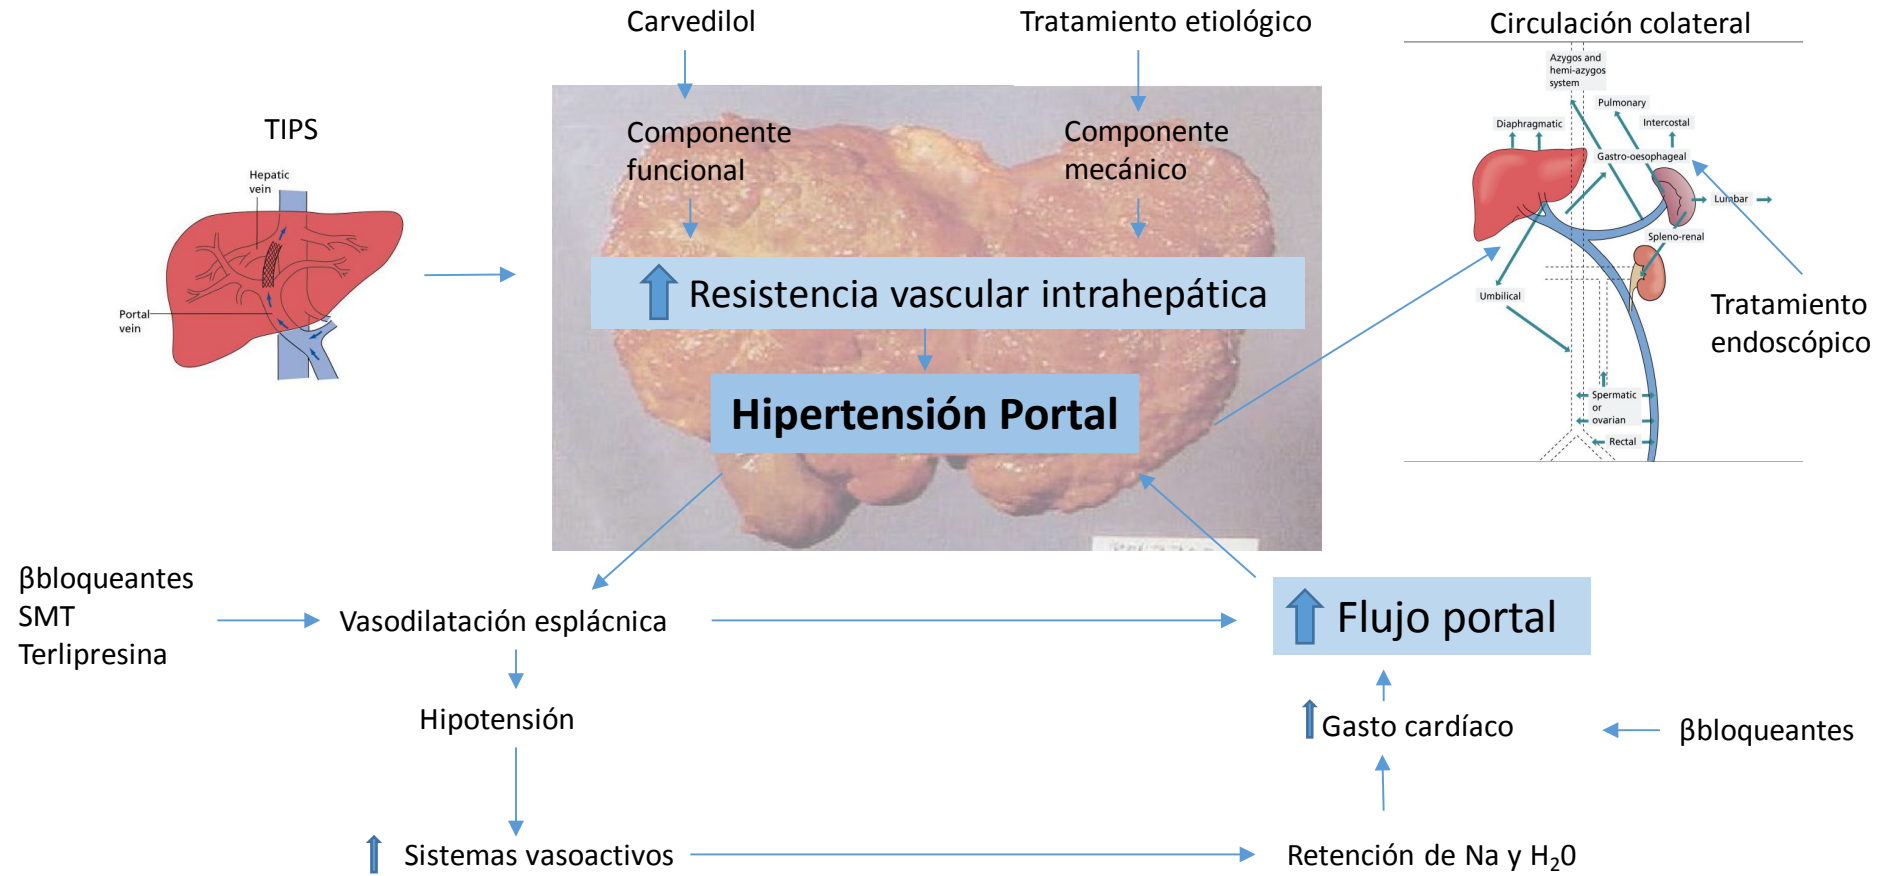 Carvedilol
Tratamiento etiológico
Circulación colateral
TIPS
Hepatic
vein
Portal
vein
Componente
funcional
Componente
mecánico
Resistencia vascular intrahepática
Hipertensión Portal
Azygos and
hemi-azygos
system
Pulmonary
Diaphragmatic
Intercostal
Gastro-oesophageal
Lumbar
Spleno-renal
Umbilical
Spermatic
or
ovarian
Rectal
Tratamiento
endoscópico
βbloqueantes
SMT
Terlipresina
Vasodilatación esplácnica
Flujo portal
Hipotensión
Gasto cardíaco
βbloqueantes
Sistemas vasoactivos
Retención de Na y H₂0